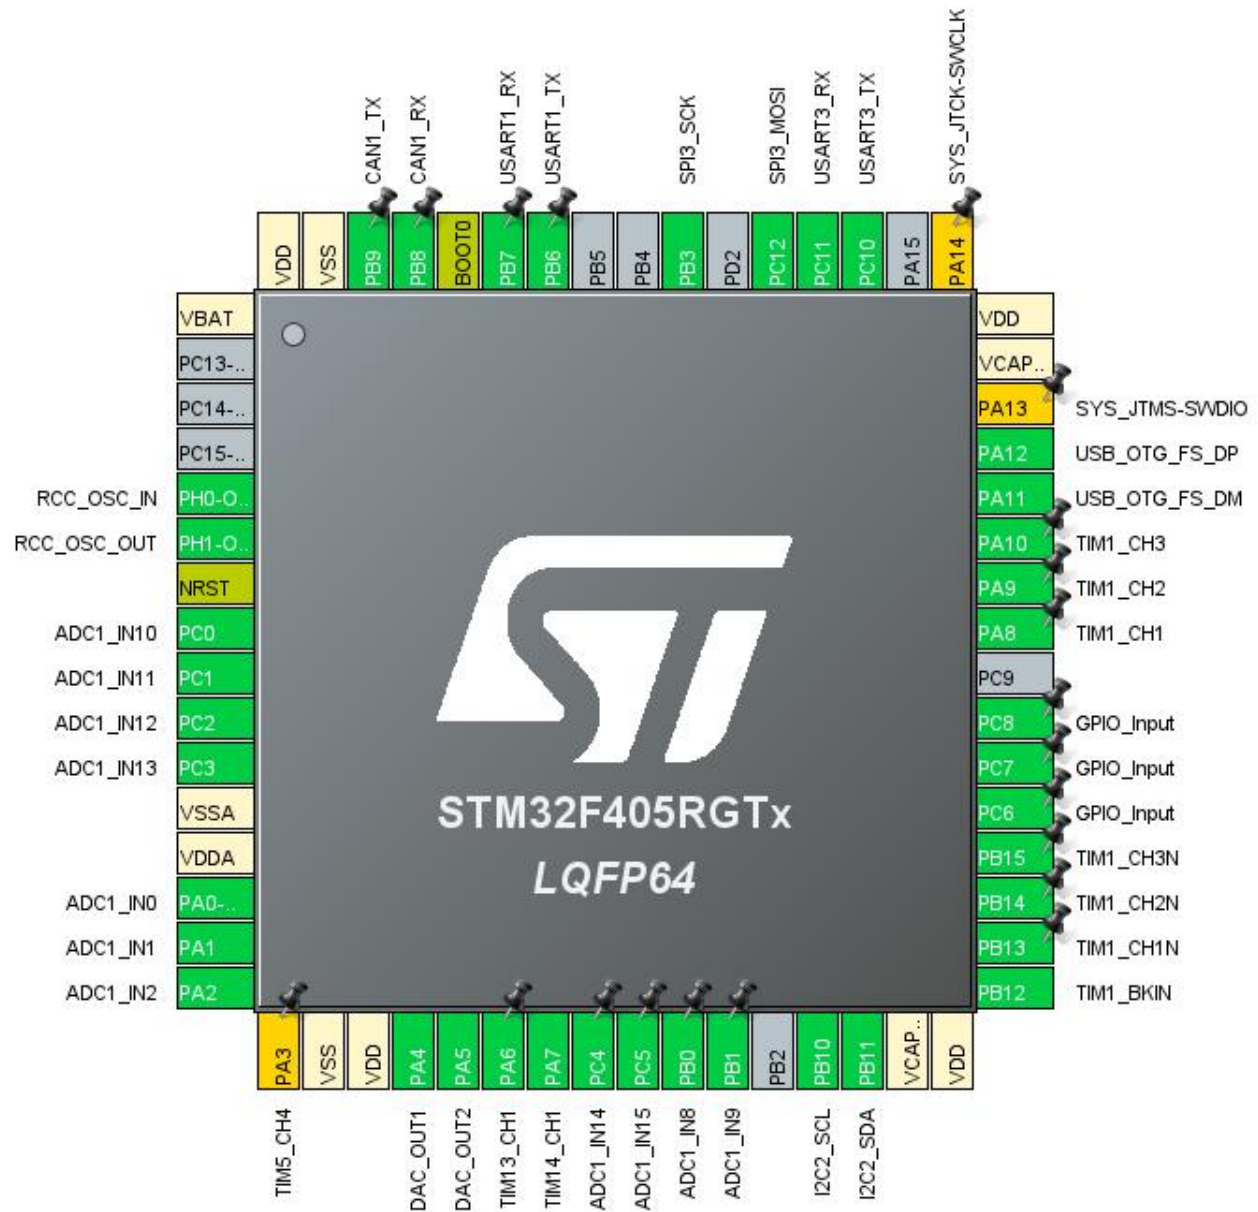 CAN1_TX
CAN1_RX
USART1_RX
USART1_TX
SPI3_SCK
SPI3_MOSI
USART3_RX
USART3_TX
SYS_JTCK-SWCLK
VDD
VSS
PB9
PB8
BOOT0
PB7
PB6
PB5
PB4
PB3
PD2
PC12
PC11
PC10
PA15
PA14
VBAT
VDD
PC13-..
VCAP..
PC14-..
PA13 SYS_JTMS-SWDIO
PC15-..
PA12 USB_OTG_FS_DP
RCC_OSC_IN PH0-O..
PA11 USB_OTG_FS_DM
RCC_OSC_OUT PH1-O..
PA10 TIM1_CH3
NRST
PA9 TIM1_CH2
ADC1_IN10 PC0
PA8 TIM1_CH1
ADC1_IN11 PC1
PC9
ADC1_IN12 PC2
PC8 GPIO_Input
ADC1_IN13 PC3
PC7 GPIO_Input
VSSA
PC6 GPIO_Input
VDDA
PB15 TIM1_CH3N
ADC1_IN0 PA0-..
PB14 TIM1_CH2N
ADC1_IN1 PA1
PB13 TIM1_CH1N
ADC1_IN2 PA2
PB12 TIM1_BKIN
ST
STM32F405RGTx
LQFP64
PA3
VSS
VDD
PA4
PA5
PA6
PA7
PC4
PC5
PB0
PB1
PB2
PB10
PB11
VCAP..
VDD
TIM5_CH4
DAC_OUT1
DAC_OUT2
TIM13_CH1
TIM14_CH1
ADC1_IN14
ADC1_IN15
ADC1_IN8
ADC1_IN9
I2C2_SCL
I2C2_SDA